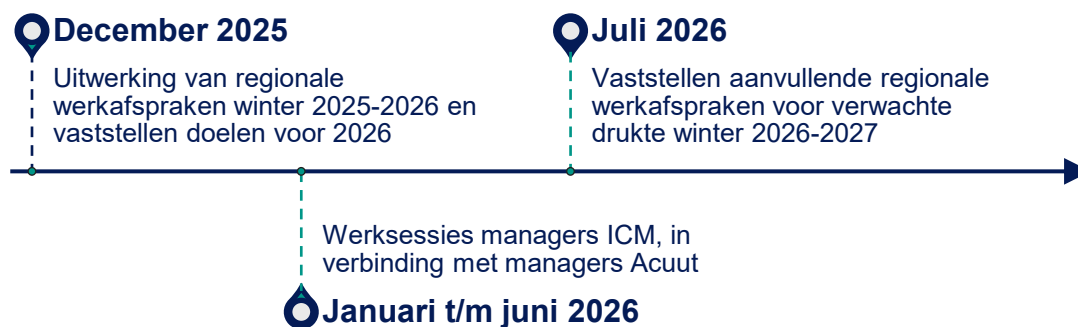 December 2025
Uitwerking van regionale
werkafspraken winter 2025-2026 en
vaststellen doelen voor 2026
Juli 2026
Vaststellen aanvullende regionale
werkafspraken voor verwachte
drukte winter 2026-2027
Werksessies managers ICM, in
verbinding met managers Acuut
Januari t/m juni 2026